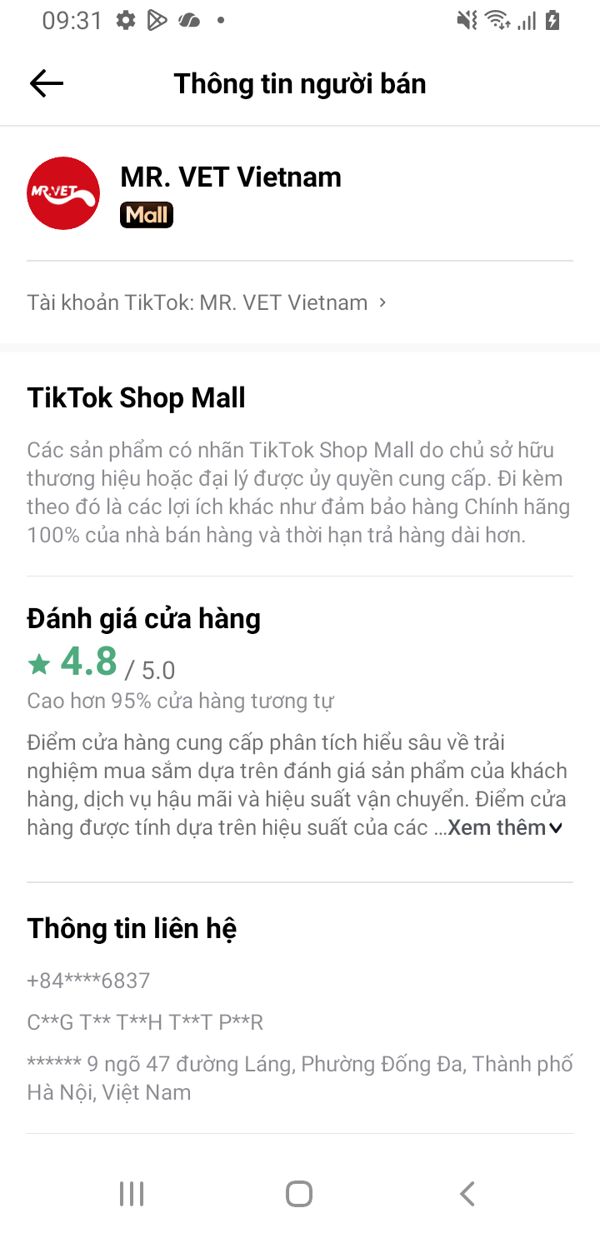 09:31
Thông tin người bán
MR.VET
MR. VET Vietnam
Mall
Tài khoản TikTok: MR. VET Vietnam >
TikTok Shop Mall
Các sản phẩm có nhãn TikTok Shop Mall do chủ sở hữu
thương hiệu hoặc đại lý được ủy quyền cung cấp. Đi kèm
theo đó là các lợi ích khác như đảm bảo hàng Chính hãng
100% của nhà bán hàng và thời hạn trả hàng dài hơn.
Đánh giá cửa hàng
4.8 / 5.0
Cao hơn 95% cửa hàng tương tự
Điểm cửa hàng cung cấp phân tích hiểu sâu về trải
nghiệm mua sắm dựa trên đánh giá sản phẩm của khách
hàng, dịch vụ hậu mãi và hiệu suất vận chuyển. Điểm cửa
hàng được tính dựa trên hiệu suất của các ...Xem thêm
Thông tin liên hệ
+84****6837
C**G T** T**H T**T P**R
****** 9 ngõ 47 đường Láng, Phường Đống Đa, Thành phố
Hà Nội, Việt Nam